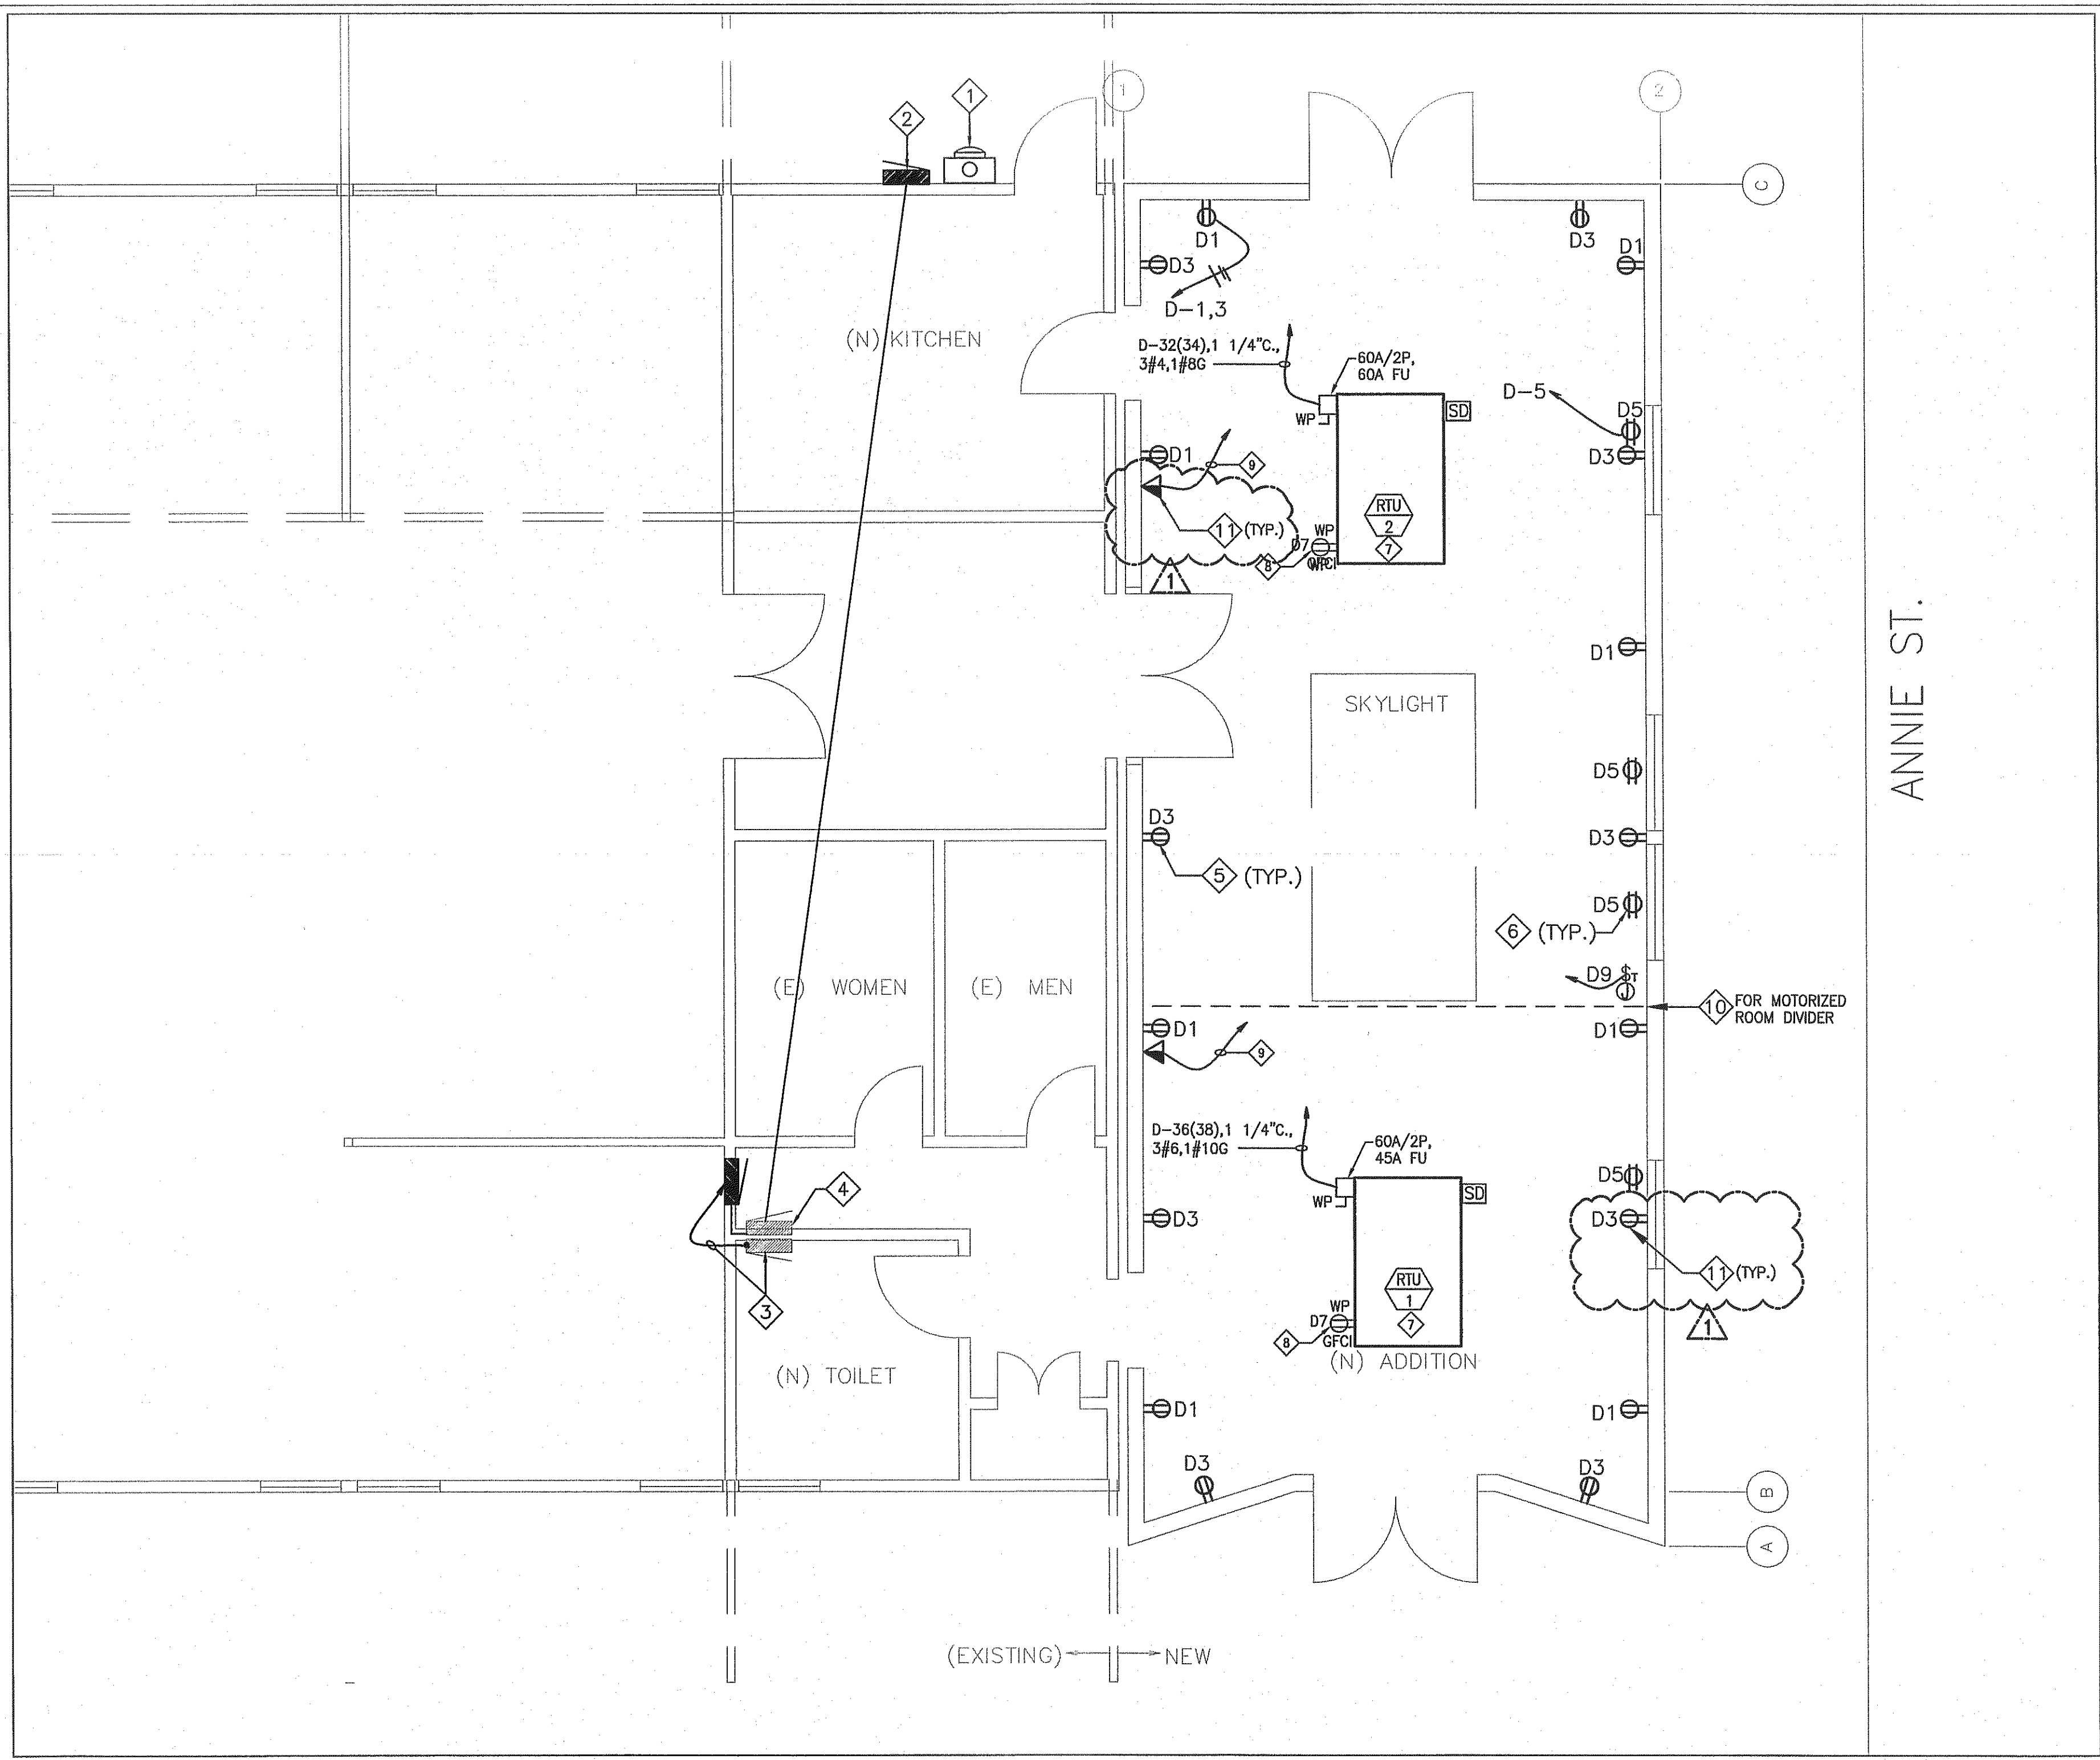 1
2
1
2
C
D1
D3
D3
D1
D-1,3
(N) KITCHEN
D-32(34),1 1/4"C.,
3#4,1#8G
60A/2P,
60A FU
WP
SD
D-5
D5
D3
D1
9
11 (TYP.)
1
RTU
2
7
WP
D7
8
D1
SKYLIGHT
ANNIE ST.
D5
D3
D3
5 (TYP.)
D5
6 (TYP.)
(E) WOMEN
(E) MEN
D9 $T
J
10 FOR MOTORIZED
ROOM DIVIDER
D1
D1
9
D-36(38),1 1/4"C.,
3#6,1#10G
60A/2P,
45A FU
WP
SD
D5
4
D3
D3
11 (TYP.)
1
3
RTU
1
7
WP
D7
GFCI
8
(N) ADDITION
(N) TOILET
D1
D1
D3
D3
B
A
(EXISTING)
NEW